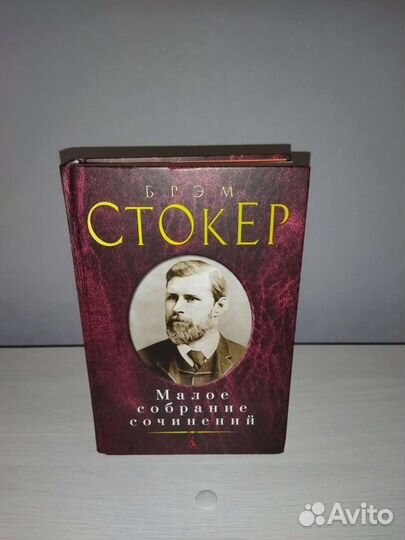 БРЭМ
СТОКЕР
Малое
собрание
сочинений
Avito